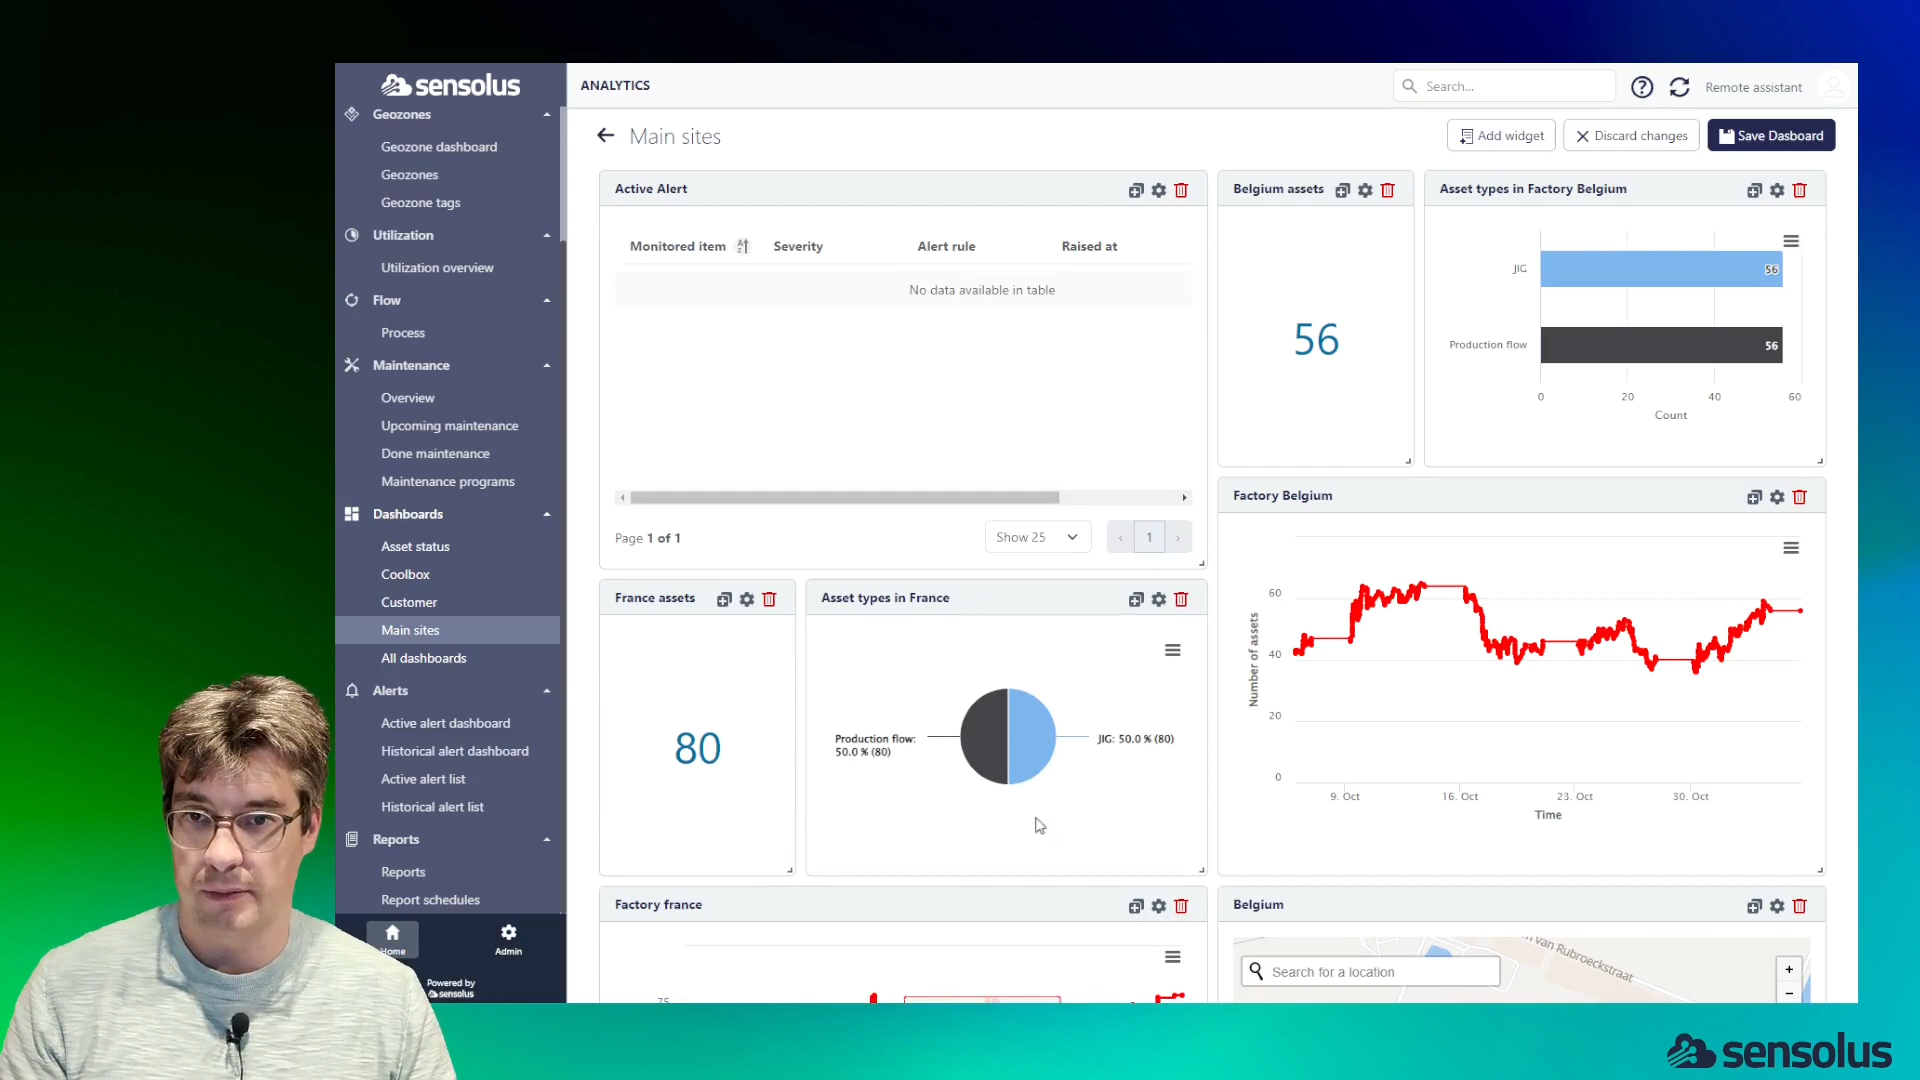 sensolus
ANALYTICS
Search...
Remote assistant
Geozones
Geozone dashboard
Geozones
Geozone tags
Utilization
Utilization overview
Flow
Process
Maintenance
Overview
Upcoming maintenance
Done maintenance
Maintenance programs
Dashboards
Asset status
Coolbox
Customer
Main sites
All dashboards
Alerts
Active alert dashboard
Historical alert dashboard
Active alert list
Historical alert list
Reports
Reports
Report schedules
Home
Admin
Powered by
sensolus
Main sites
Add widget
Discard changes
Save Dasboard
Active Alert
Monitored item
Severity
Alert rule
Raised at
No data available in table
Page 1 of 1
Show 25
1
Belgium assets
56
Asset types in Factory Belgium
JIG
56
Production flow
56
0
20
40
60
Count
France assets
80
Asset types in France
Production flow:
50.0 % (80)
JIG: 50.0 % (80)
Factory Belgium
Number of assets
60
40
20
0
9. Oct
16. Oct
23. Oct
30. Oct
Time
Factory france
75
Belgium
van Rubroeckstraat
Search for a location
+
−
sensolus